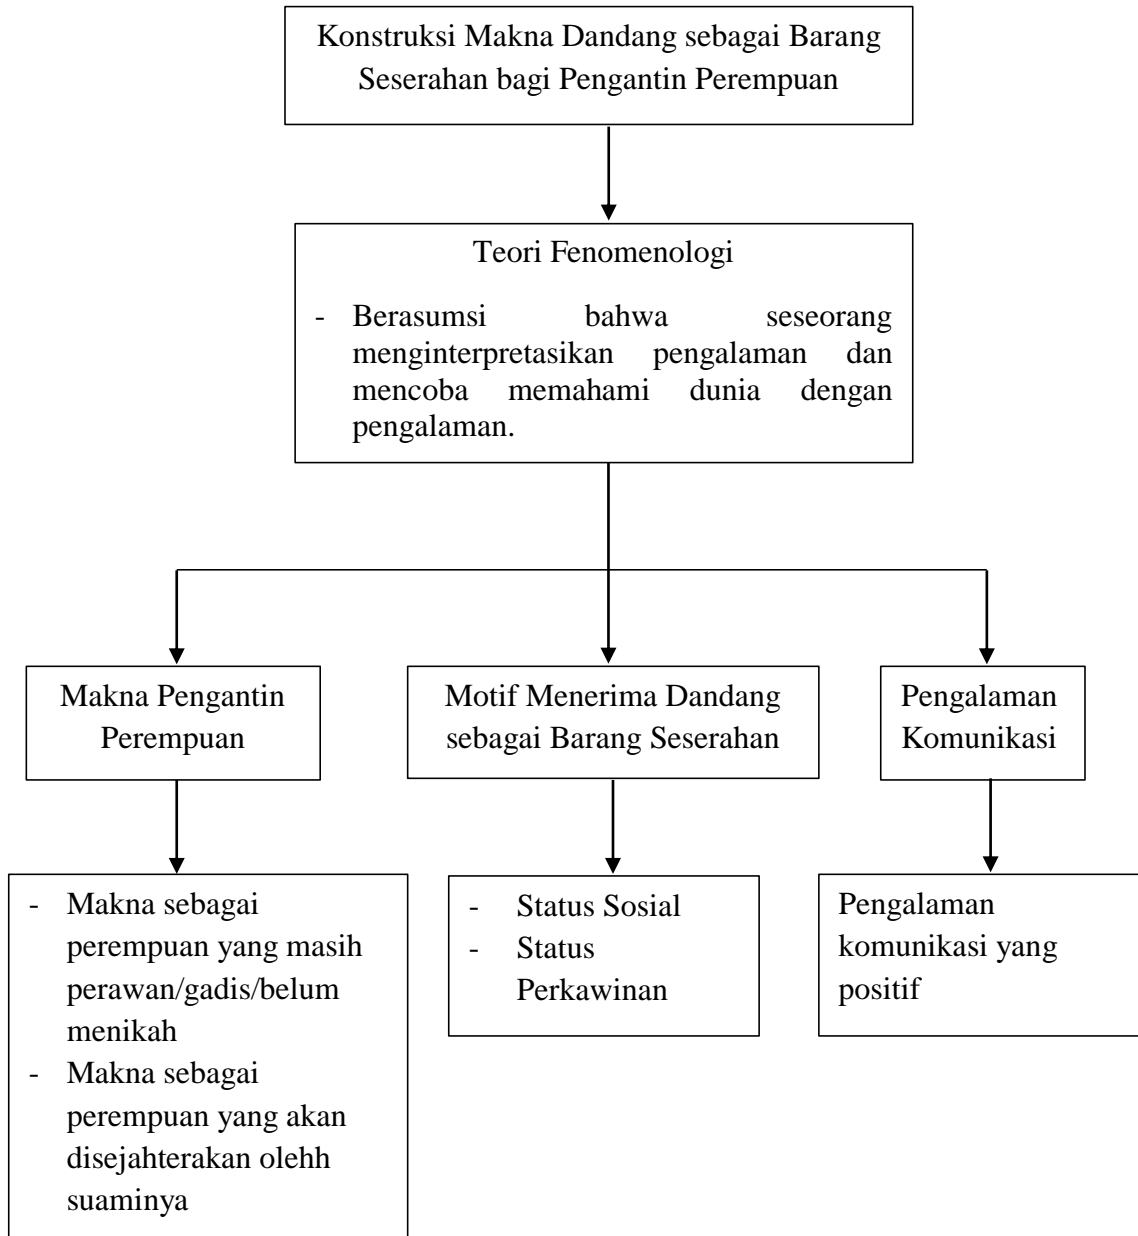 Konstruksi Makna Dandang sebagai Barang
Seserahan bagi Pengantin Perempuan
Teori Fenomenologi
- Berasumsi bahwa seseorang
menginterpretasikan pengalaman dan
mencoba memahami dunia dengan
pengalaman.
Makna Pengantin
Perempuan
Motif Menerima Dandang
sebagai Barang Seserahan
Pengalaman
Komunikasi
- Makna sebagai
perempuan yang masih
perawan/gadis/belum
menikah
- Makna sebagai
perempuan yang akan
disejahterakan olehh
suaminya
- Status Sosial
- Status
Perkawinan
Pengalaman
komunikasi yang
positif